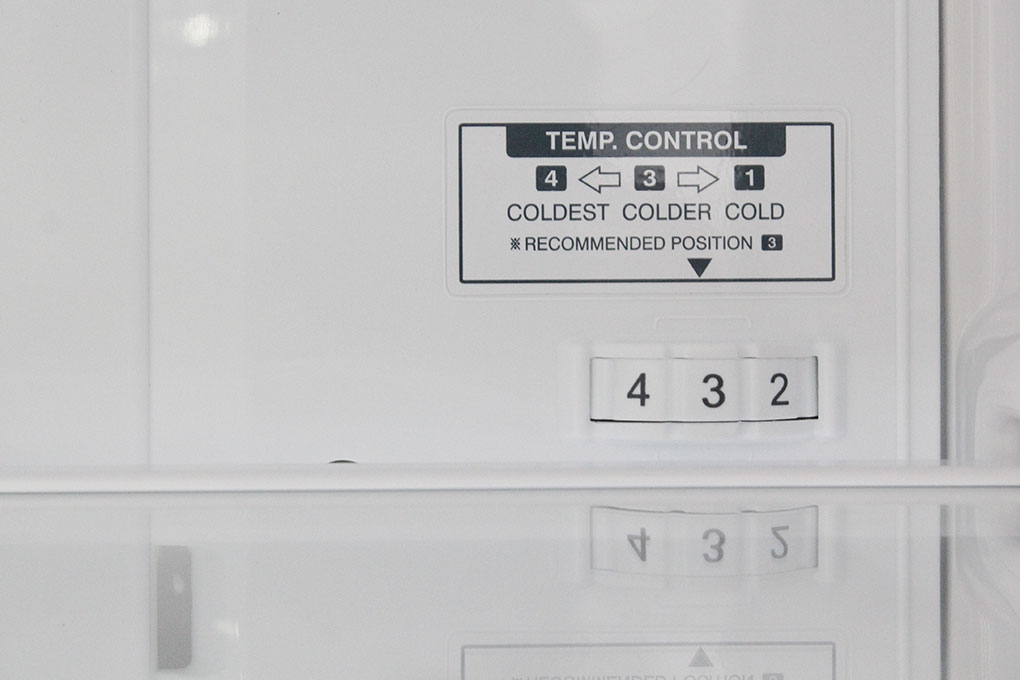 TEMP. CONTROL
4 ⇦ 3 ⇨ 1
COLDEST COLDER COLD
※ RECOMMENDED POSITION 3
▼
4 3 2